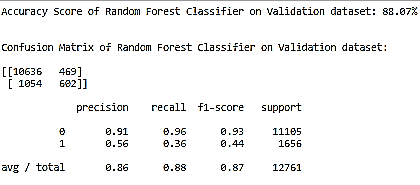 Accuracy Score of Random Forest Classifier on Validation dataset: 88.07%
Confusion Matrix of Random Forest Classifier on Validation dataset:
[[10636 469]
[ 1054 602]]
precision recall f1-score support
0 0.91 0.96 0.93 11105
1 0.56 0.36 0.44 1656
avg / total 0.86 0.88 0.87 12761